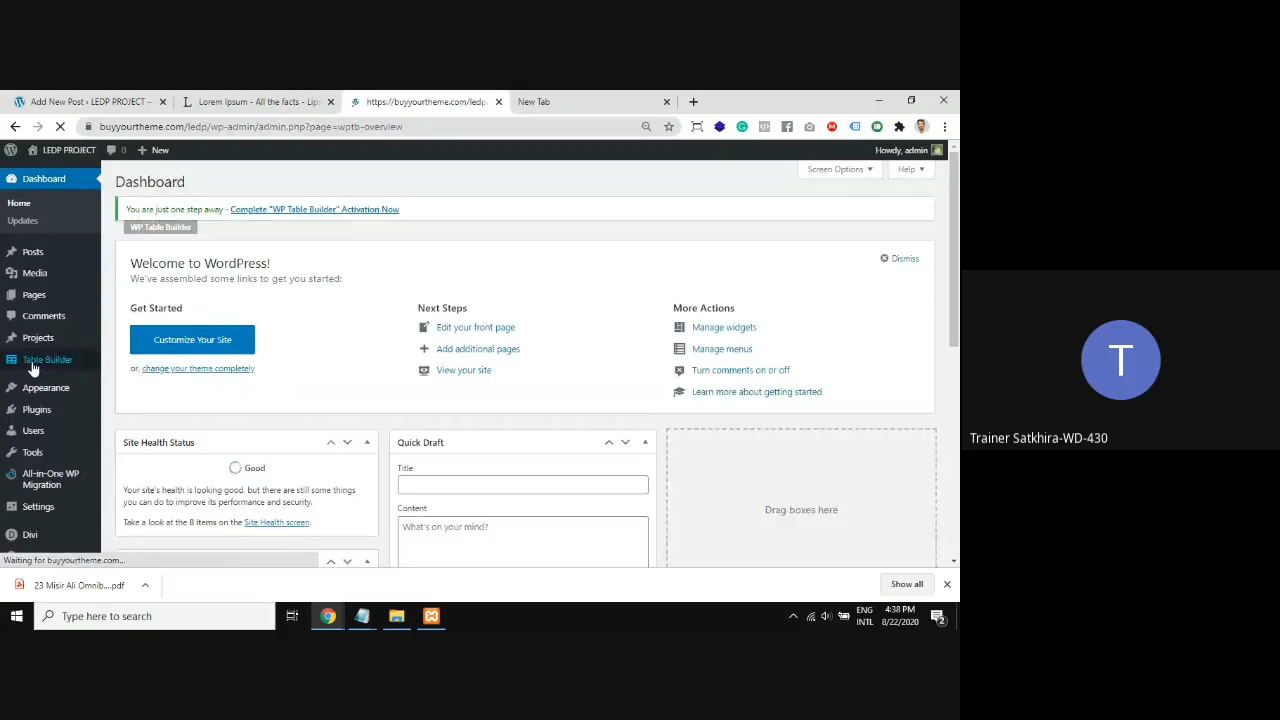 Add New Post ‹ LEDP PROJECT —
Lorem Ipsum - All the facts - Lip
https://buyyourtheme.com/ledp
New Tab
buyyourtheme.com/ledp/wp-admin/admin.php?page=wptb-overview
LEDP PROJECT
0
New
Howdy, admin
Dashboard
Home
Updates
Posts
Media
Pages
Comments
Projects
Table Builder
Appearance
Plugins
Users
Tools
All-in-One WP
Migration
Settings
Divi
Dashboard
Screen Options
Help
You are just one step away - Complete "WP Table Builder" Activation Now
WP Table Builder
Welcome to WordPress!
We've assembled some links to get you started:
Dismiss
Get Started
Customize Your Site
or, change your theme completely
Next Steps
Edit your front page
Add additional pages
View your site
More Actions
Manage widgets
Manage menus
Turn comments on or off
Learn more about getting started
Site Health Status
Good
Your site's health is looking good, but there are still some things
you can do to improve its performance and security.
Take a look at the 8 items on the Site Health screen.
Quick Draft
Title
Content
What's on your mind?
Drag boxes here
Waiting for buyyourtheme.com...
23 Misir Ali Omnib....pdf
Show all
Type here to search
ENG
INTL
4:38 PM
8/22/2020
2
T
Trainer Satkhira-WD-430